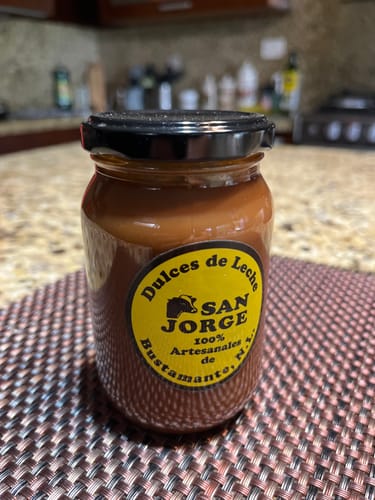 Dulces de Leche
SAN
JORGE
100%
Artesanales
de
Bustamante, N.L.